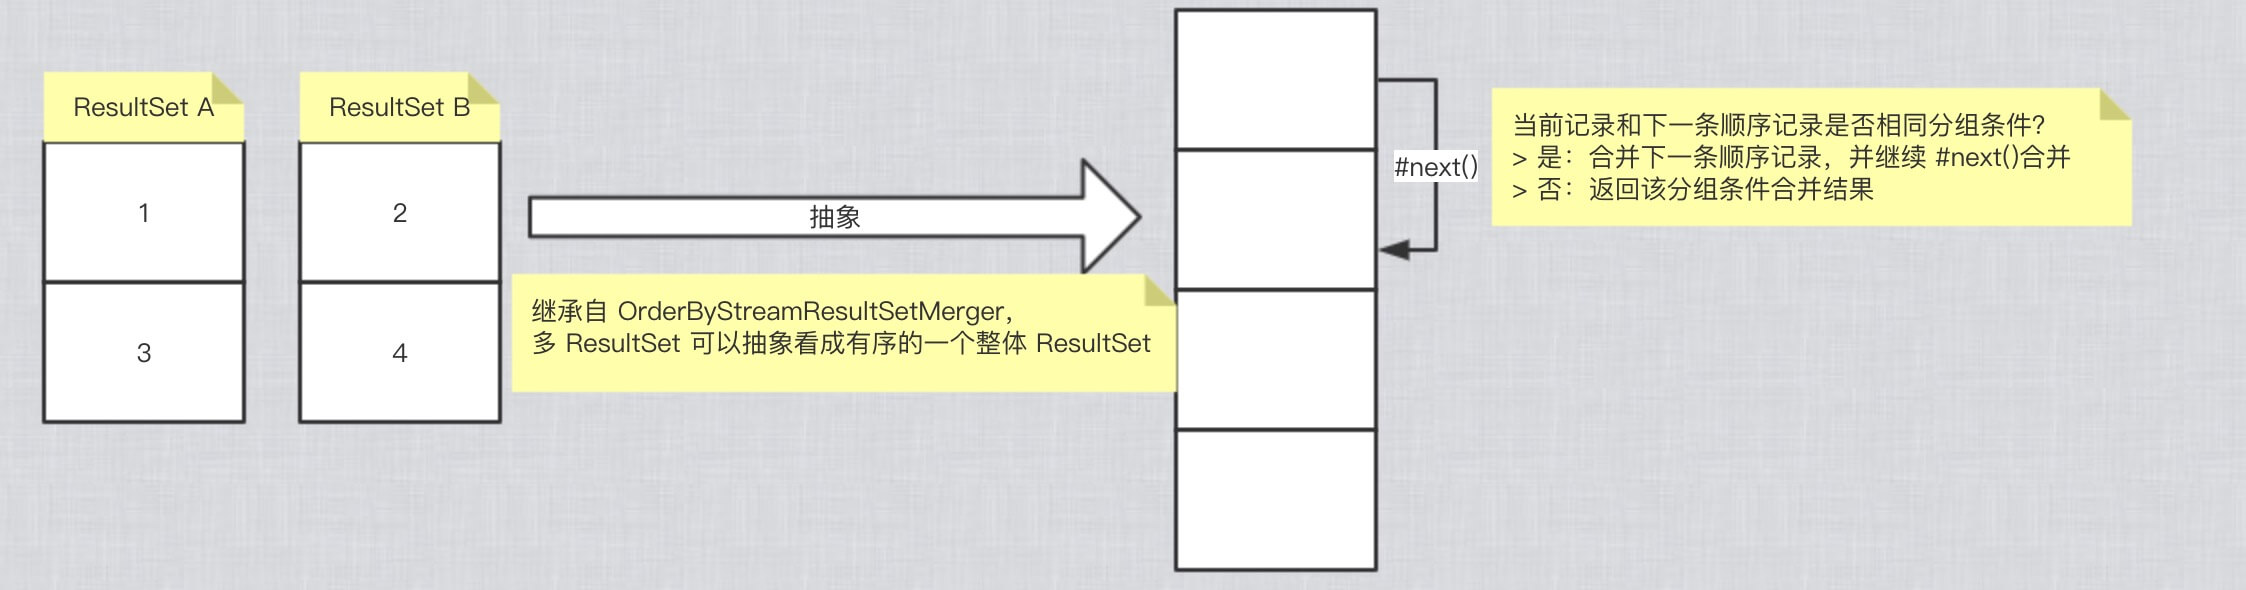 ResultSet A
ResultSet B
1
2
3
4
抽象
继承自 OrderByStreamResultSetMerger，
多 ResultSet 可以抽象看成有序的一个整体 ResultSet
#next()
当前记录和下一条顺序记录是否相同分组条件？
> 是：合并下一条顺序记录，并继续 #next()合并
> 否：返回该分组条件合并结果